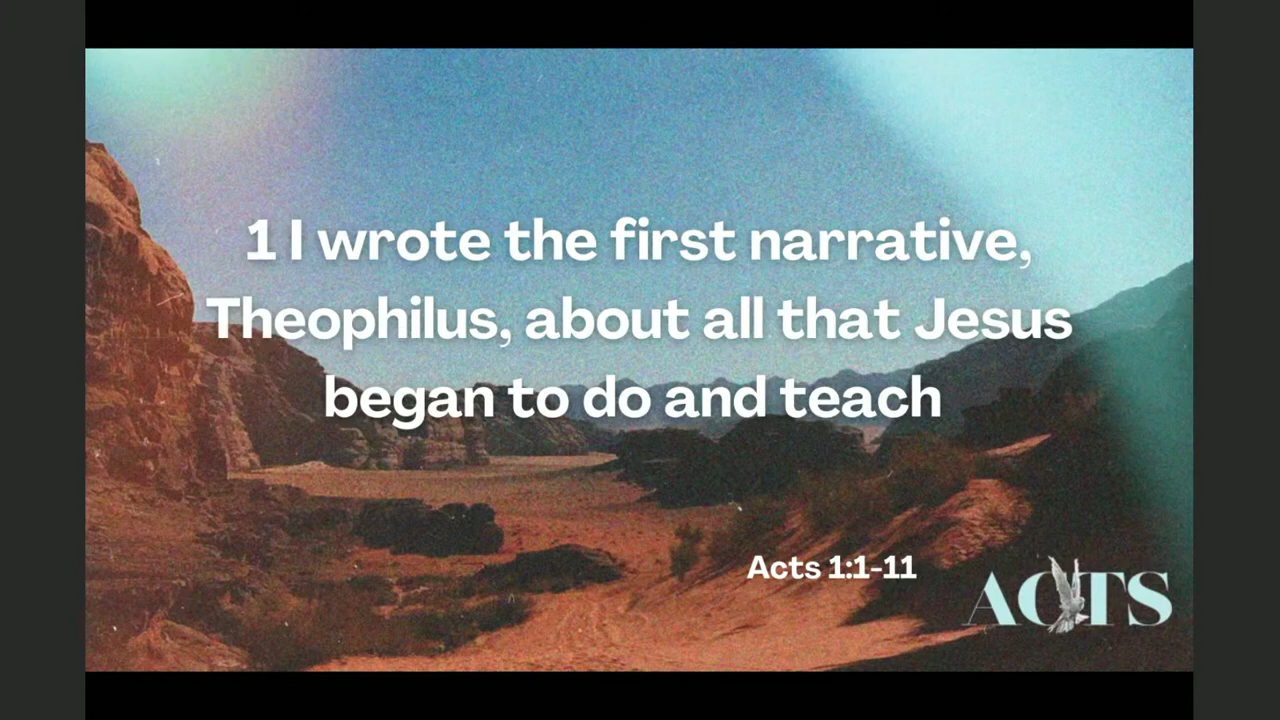 1 I wrote the first narrative,
Theophilus, about all that Jesus
began to do and teach
Acts 1:1-11
ACTS